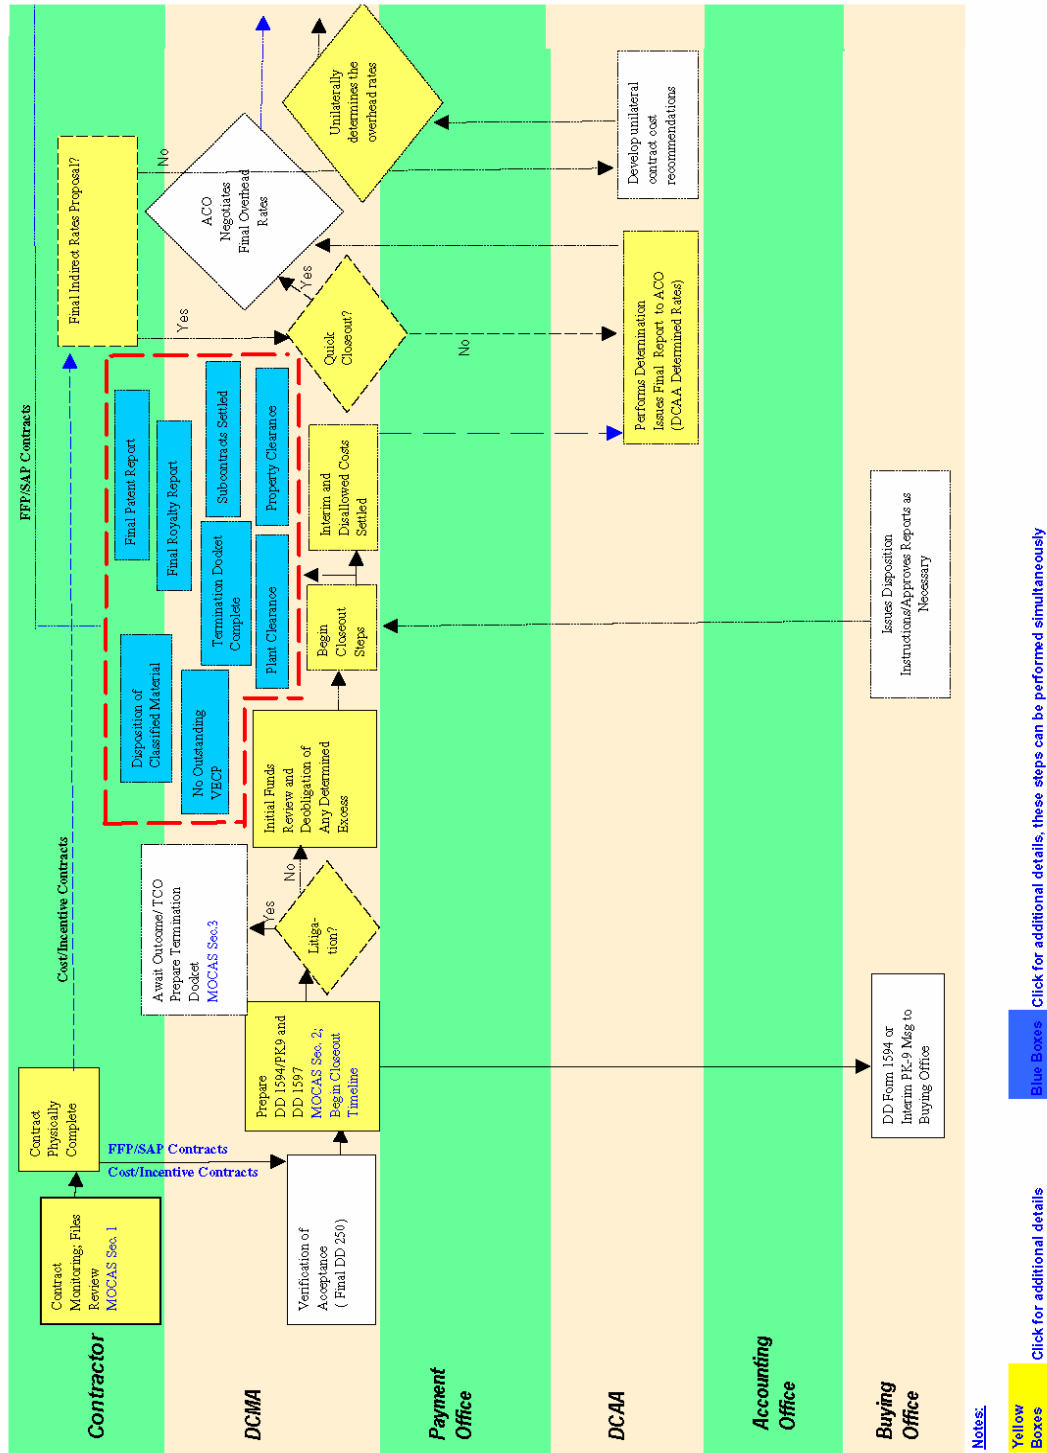 Contractor
Contract
Monitoring; Files
Review
MOCAS Sec. 1
Contract
Physically
Complete
Cost/Incentive Contracts
FFP/SAP Contracts
Final Indirect Rates Proposal?
FFP/SAP Contracts
Cost/Incentive Contracts
Disposition of
Classified Material
Final Patent Report
Final Royalty Report
No Outstanding
VECP
Termination Docket
Complete
Subcontracts Settled
Plant Clearance
Property Clearance
Yes
No
DCMA
Verification of
Acceptance
( Final DD 250)
Prepare
DD 1594/PK9 and
DD 1597
MOCAS Sec. 2;
Begin Closeout
Timeline
Await Outcome/ TCO
Prepare Termination
Docket
MOCAS Sec.3
Yes
No
Litiga-
tion?
Initial Funds
Review and
Deobligation of
Any Determined
Excess
Begin
Closeout
Steps
Interim and
Disallowed Costs
Settled
Quick
Closeout?
Yes
No
ACO
Negotiates
Final Overhead
Rates
Unilaterally
determines the
overhead rates
Payment
Office
DCAA
Performs Determination
Issues Final Report to ACO
(DCAA Determined Rates)
Develop unilateral
contract cost
recommendations
Accounting
Office
Buying
Office
DD Form 1594 or
Interim PK-9 Msg to
Buying Office
Issues Disposition
Instructions/Approves Reports as
Necessary
Notes:
Yellow
Boxes
Click for additional details
Blue Boxes
Click for additional details, these steps can be performed simultaneously